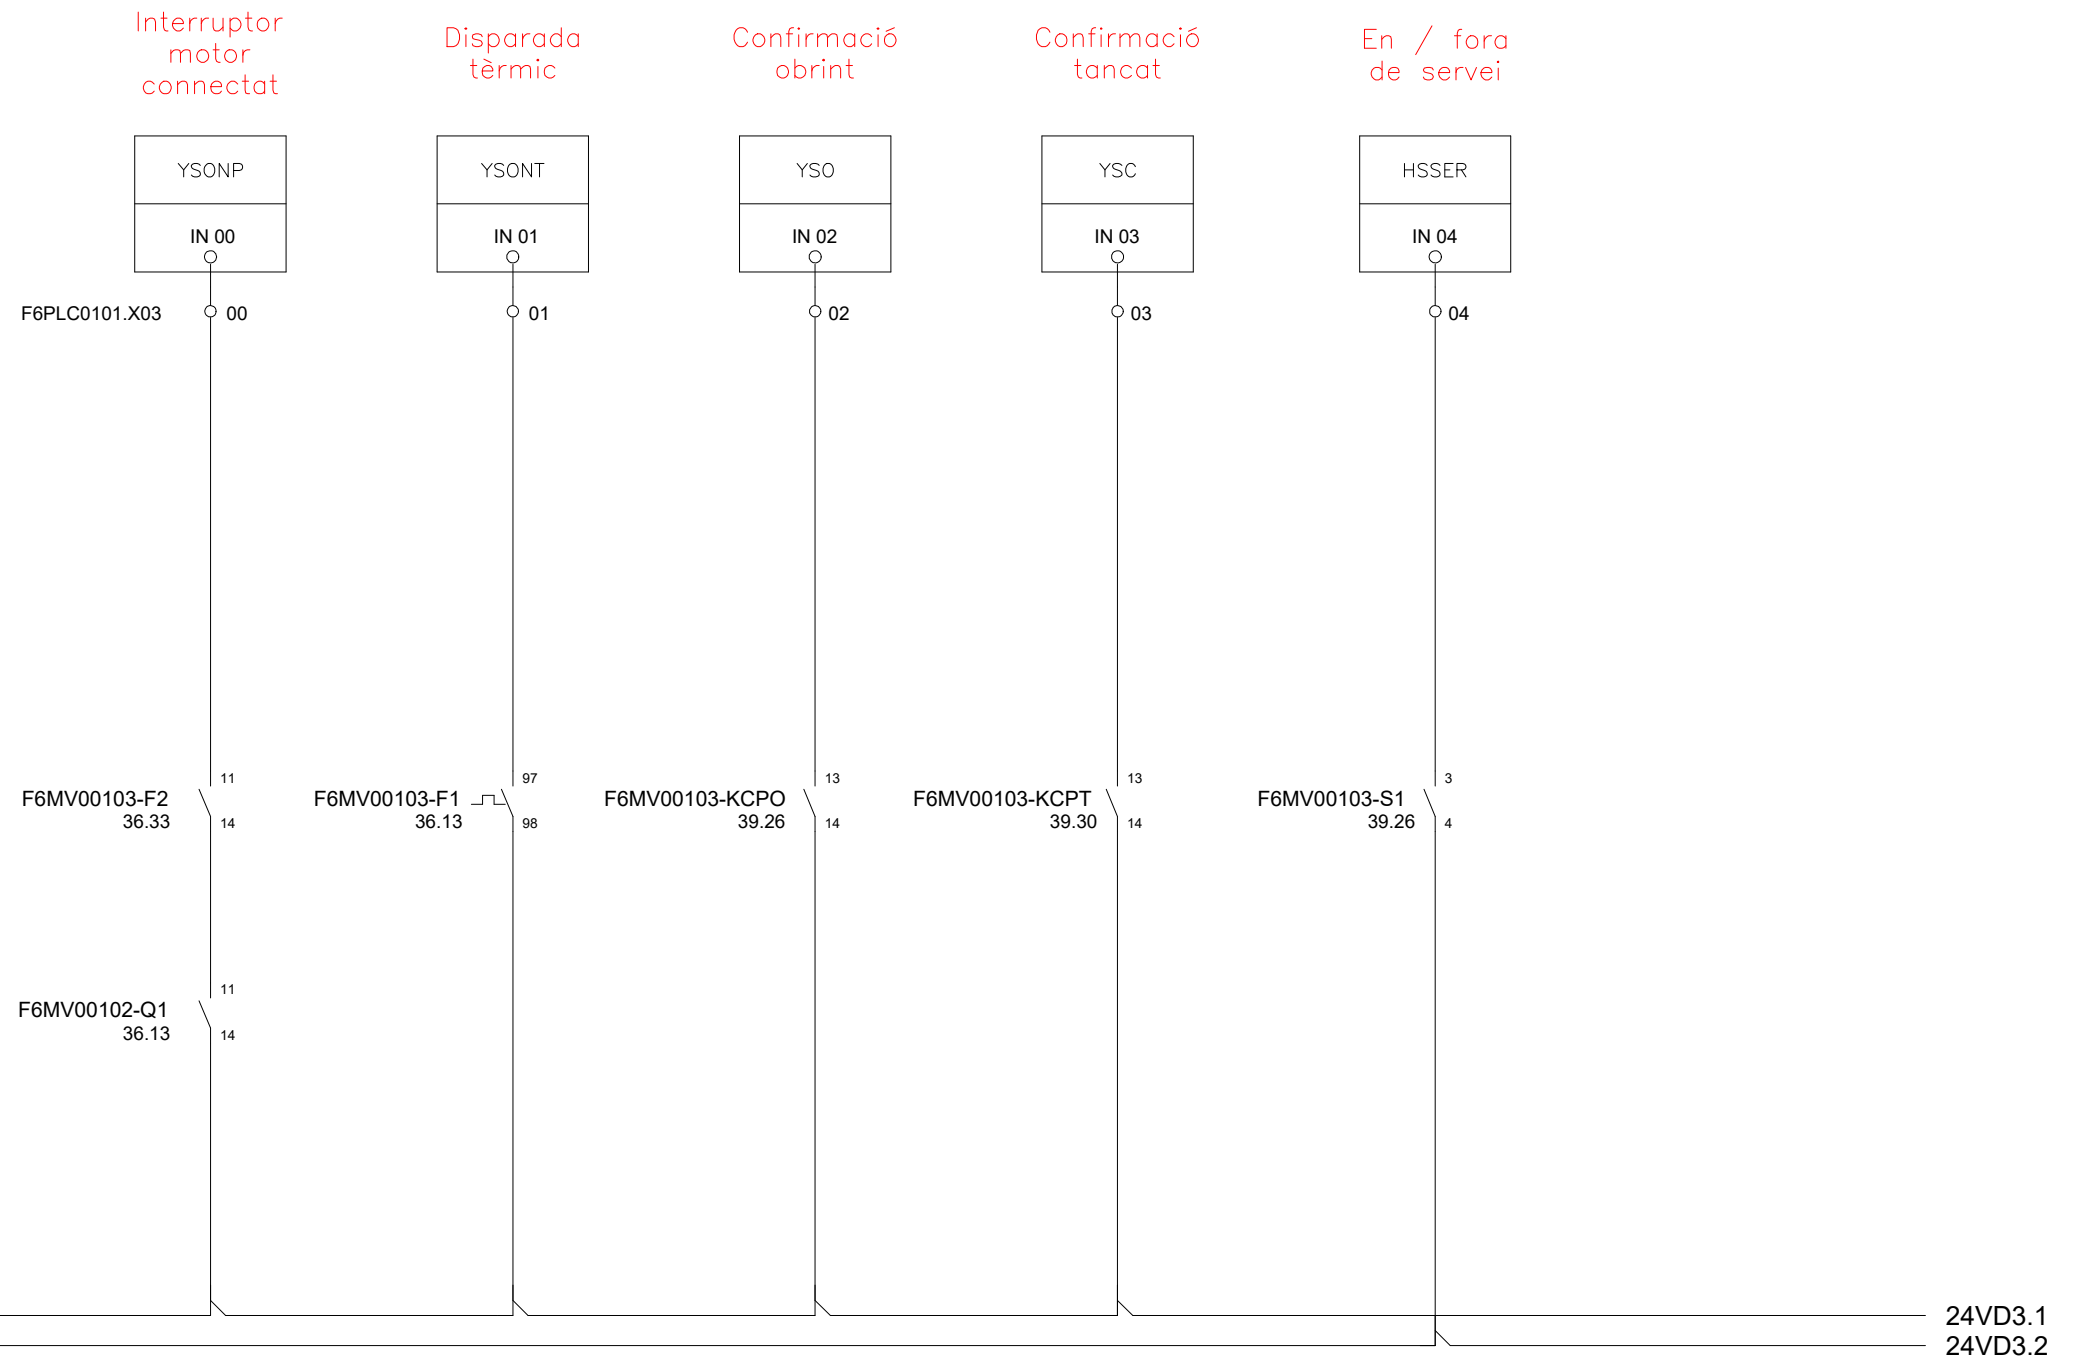 Interruptor
motor
connectat
Disparada
tèrmic
Confirmació
obrint
Confirmació
tancat
En / fora
de servei
YSONP
YSONT
YSO
YSC
HSSER
IN 00
IN 01
IN 02
IN 03
IN 04
F6PLC0101.X03
00
01
02
03
04
11
F6MV00103-F2
36.33
14
97
F6MV00103-F1
36.13
98
13
F6MV00103-KCPO
39.26
14
13
F6MV00103-KCPT
39.30
14
3
F6MV00103-S1
39.26
4
11
F6MV00102-Q1
36.13
14
24VD3.1
24VD3.2